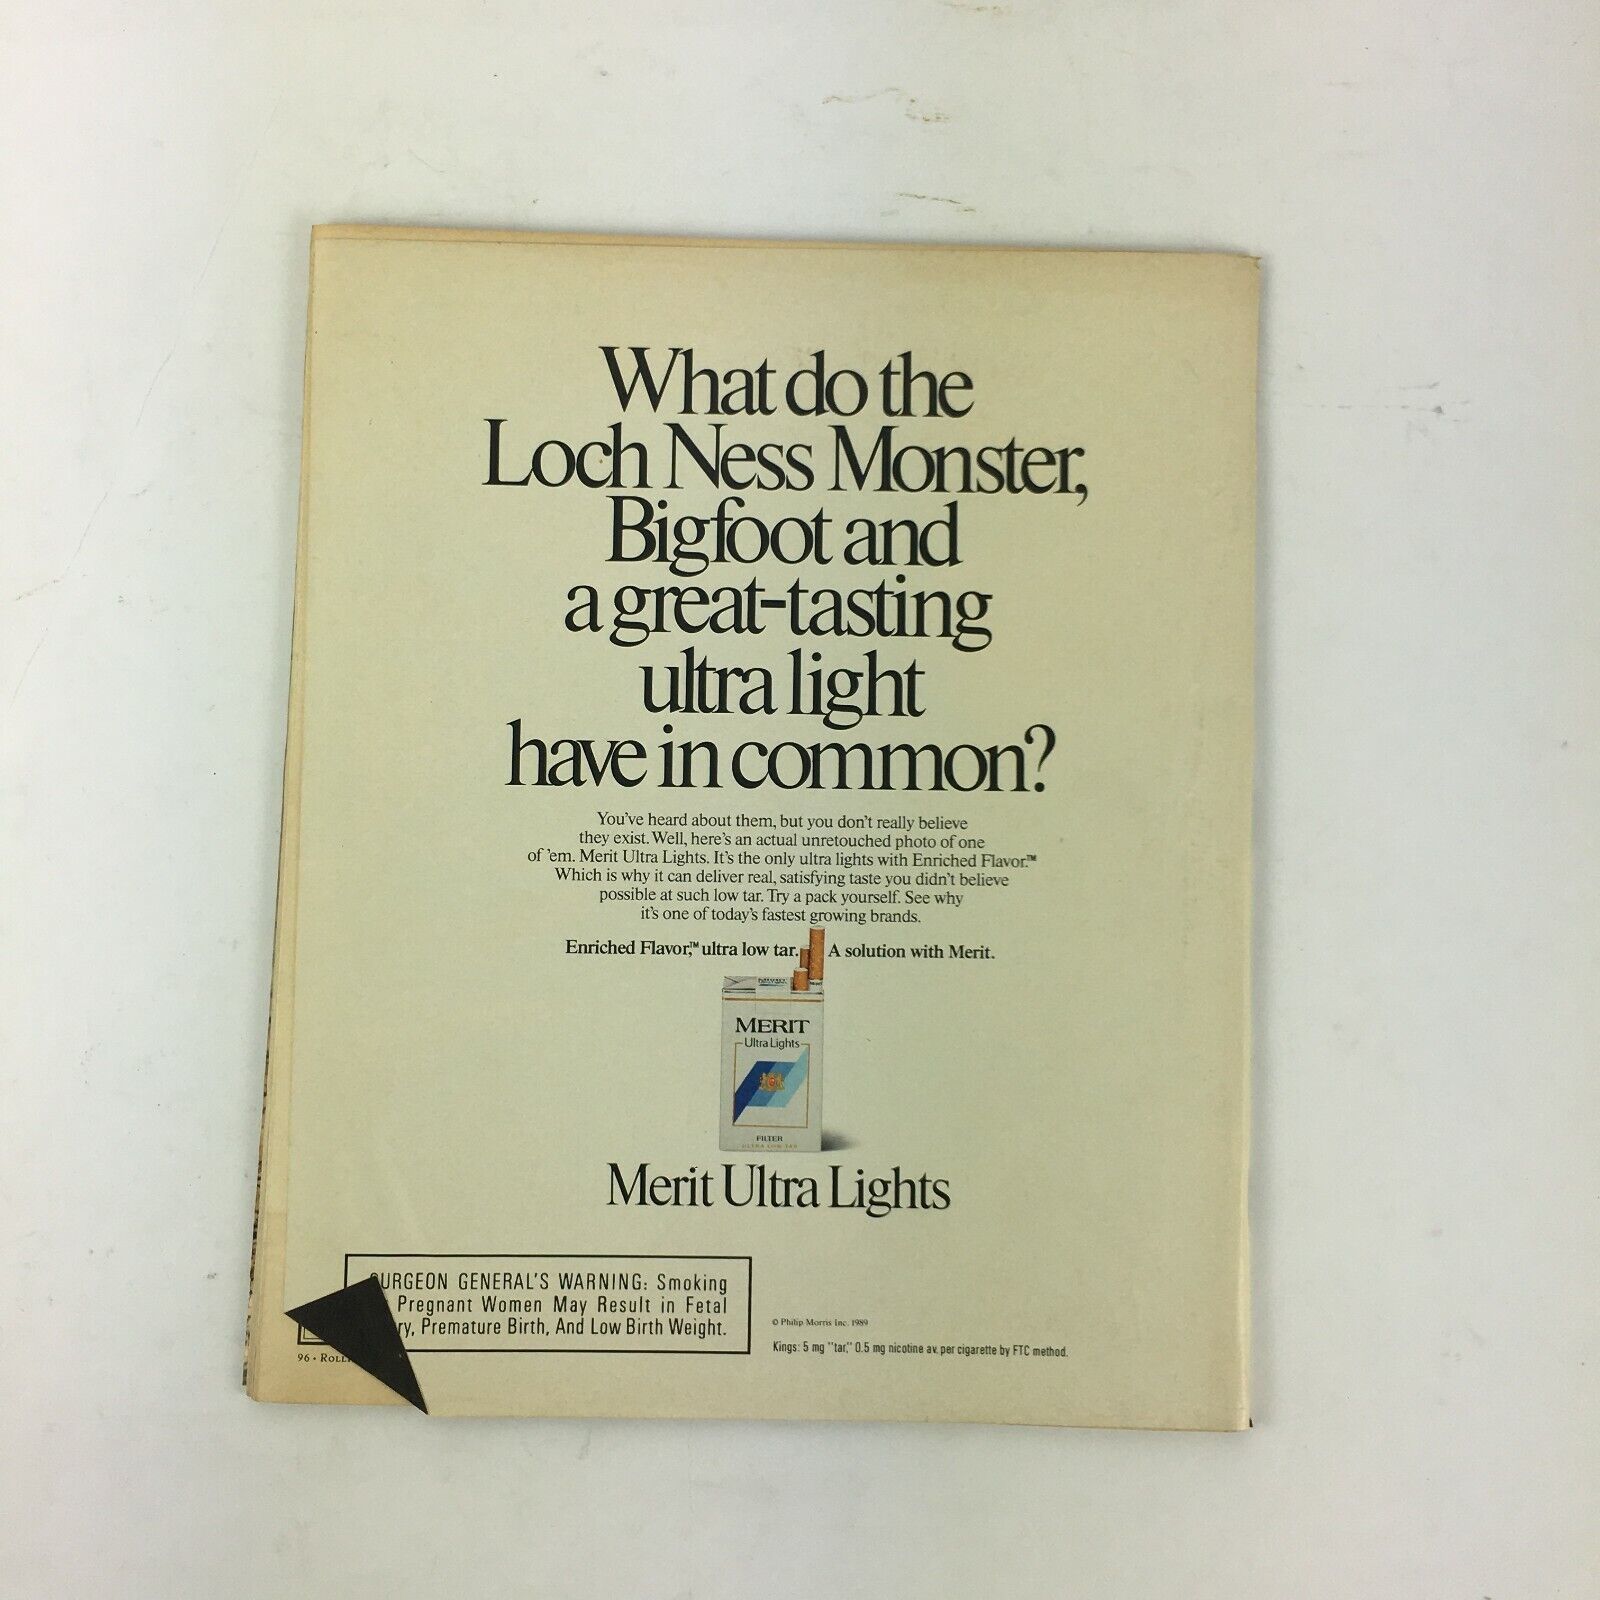 What do the
Loch Ness Monster,
Bigfoot and
a great-tasting
ultra light
have in common?
You've heard about them, but you don't really believe
they exist. Well, here's an actual unretouched photo of one
of 'em. Merit Ultra Lights. It's the only ultra lights with Enriched Flavor.™
Which is why it can deliver real, satisfying taste you didn't believe
possible at such low tar. Try a pack yourself. See why
it's one of today's fastest growing brands.
Enriched Flavor,™ ultra low tar. A solution with Merit.
MERIT
Ultra Lights
FILTER
ULTRA LOW TAR
Merit Ultra Lights
SURGEON GENERAL'S WARNING: Smoking
Pregnant Women May Result in Fetal
ry, Premature Birth, And Low Birth Weight.
© Philip Morris Inc. 1989
Kings: 5 mg "tar," 0.5 mg nicotine av. per cigarette by FTC method.
96 • ROLL